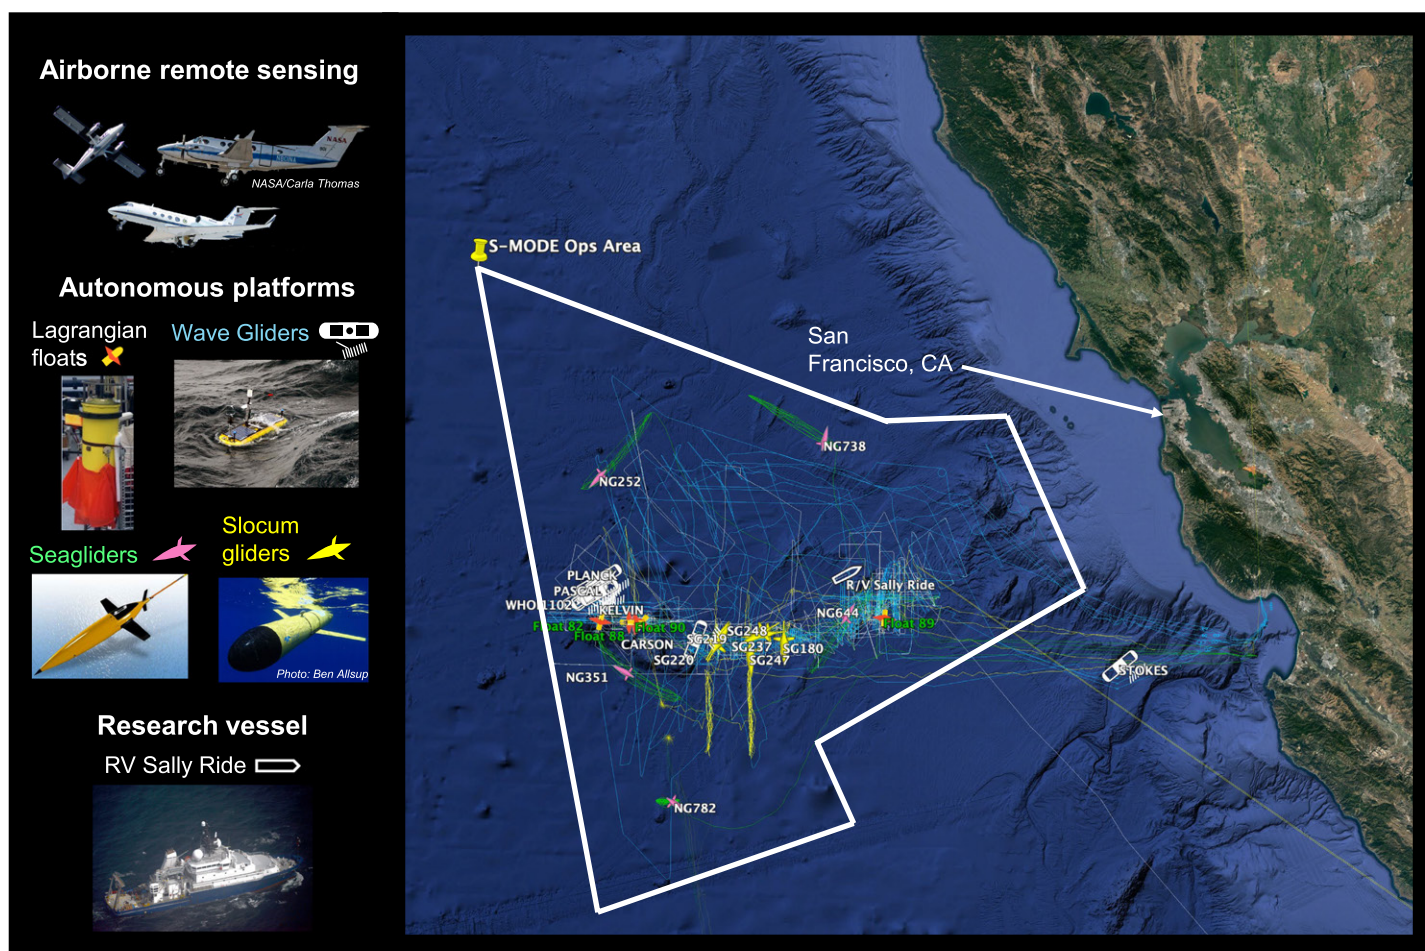 Airborne remote sensing
NASA
NASA/Carla Thomas
Autonomous platforms
Lagrangian
floats
Wave Gliders
Seagliders
Slocum
gliders
Photo: Ben Allsup
Research vessel
RV Sally Ride
S-MODE Ops Area
San
Francisco, CA
NG738
NG252
PLANCK
PASCAL
WHOI1102
KELVIN
R/V Sally Ride
NG644
Float 89
Float 82
Float 88
Float 90
CARSON
SG219
SG248
SG237
SG180
SG220
SG247
NG351
STOKES
NG782